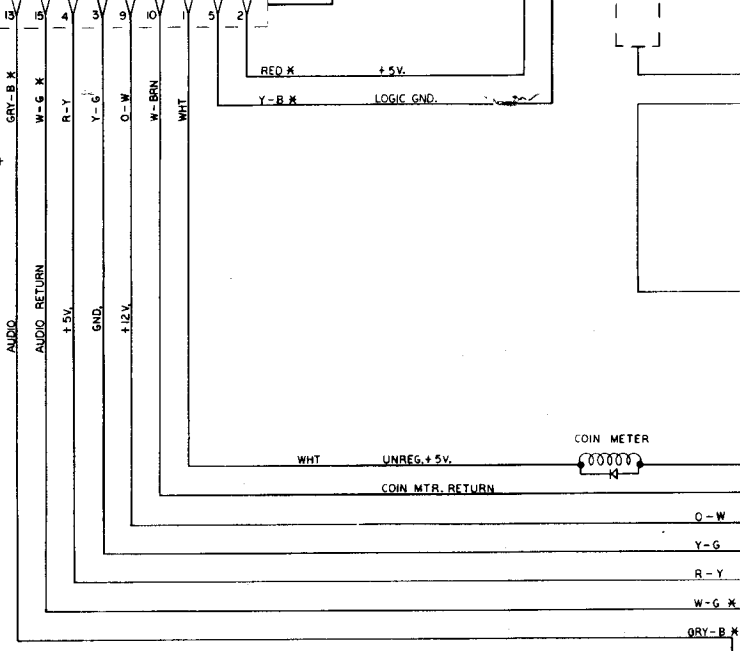 13 15 4 3 9 10 1 5 2
GRY-B *
W-G *
R-Y
Y-G
O-W
W-BRN
WHT
RED * +5V.
Y-B * LOGIC GND.
AUDIO
AUDIO RETURN
+5V.
GND.
+12V.
COIN METER
WHT UNREG.+5V.
COIN MTR. RETURN
O-W
Y-G
R-Y
W-G *
GRY-B *